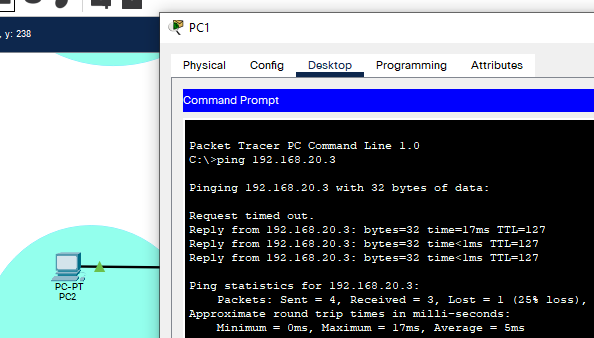 , y: 238
PC1
Physical Config Desktop Programming Attributes
Command Prompt
Packet Tracer PC Command Line 1.0
C:\>ping 192.168.20.3
Pinging 192.168.20.3 with 32 bytes of data:
Request timed out.
Reply from 192.168.20.3: bytes=32 time=17ms TTL=127
Reply from 192.168.20.3: bytes=32 time<1ms TTL=127
Reply from 192.168.20.3: bytes=32 time<1ms TTL=127
Ping statistics for 192.168.20.3:
Packets: Sent = 4, Received = 3, Lost = 1 (25% loss),
Approximate round trip times in milli-seconds:
Minimum = 0ms, Maximum = 17ms, Average = 5ms
PC-PT
PC2